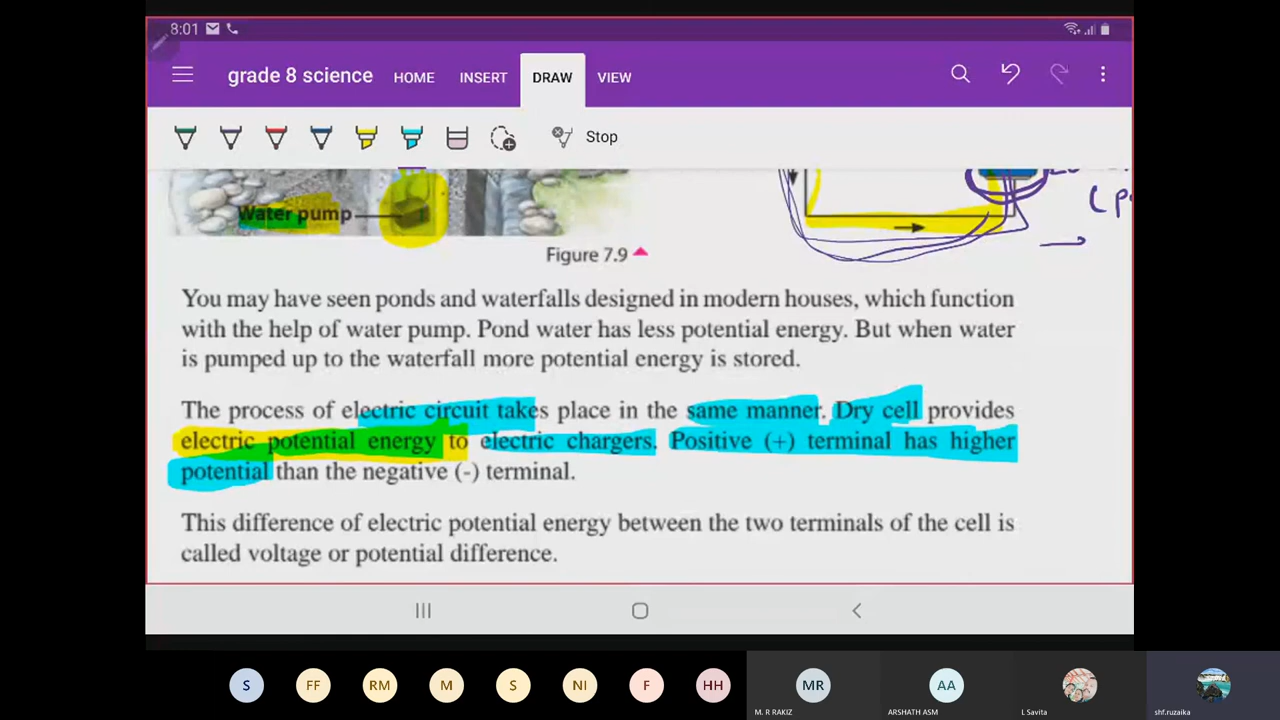 8:01
grade 8 science HOME INSERT DRAW VIEW
Stop
Water pump
Figure 7.9
You may have seen ponds and waterfalls designed in modern houses, which function
with the help of water pump. Pond water has less potential energy. But when water
is pumped up to the waterfall more potential energy is stored.
The process of electric circuit takes place in the same manner. Dry cell provides
electric potential energy to electric chargers. Positive (+) terminal has higher
potential than the negative (-) terminal.
This difference of electric potential energy between the two terminals of the cell is
called voltage or potential difference.
S FF RM M S NI F HH MR AA
M. R RAKIZ ARSHATH ASM L Savita shf.ruzaika